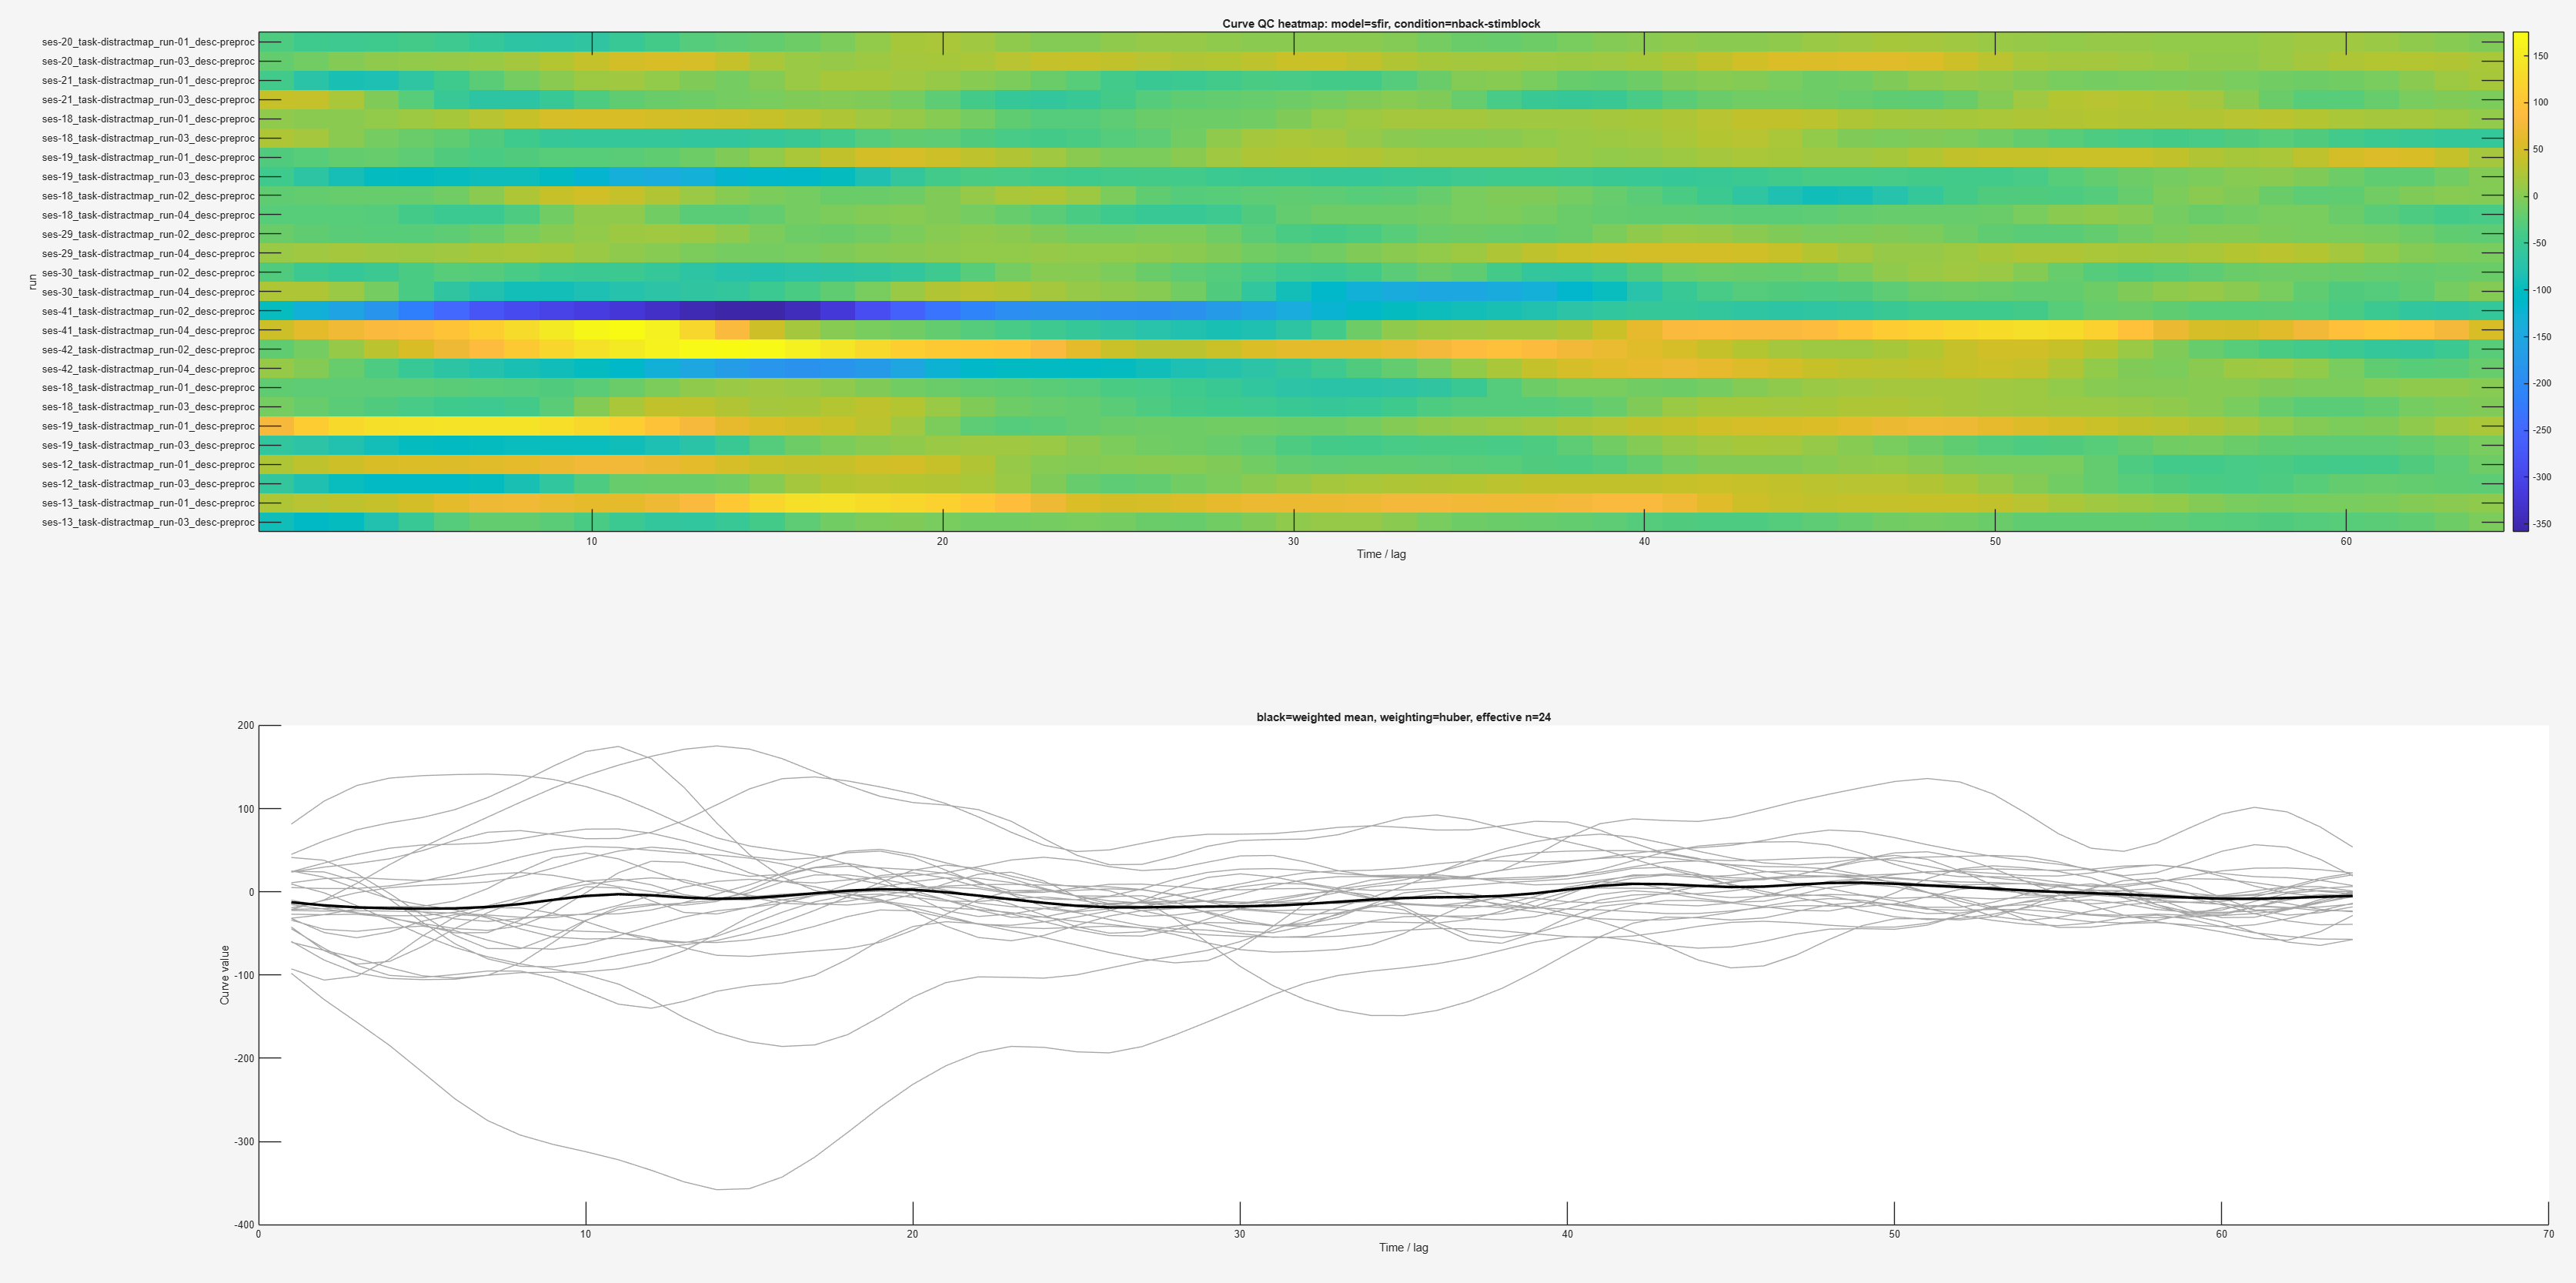 Curve QC heatmap: model=sfir, condition=nback-stimblock
ses-20_task-distractmap_run-01_desc-preproc
ses-20_task-distractmap_run-03_desc-preproc
ses-21_task-distractmap_run-01_desc-preproc
ses-21_task-distractmap_run-03_desc-preproc
ses-18_task-distractmap_run-01_desc-preproc
ses-18_task-distractmap_run-03_desc-preproc
ses-19_task-distractmap_run-01_desc-preproc
ses-19_task-distractmap_run-03_desc-preproc
ses-18_task-distractmap_run-02_desc-preproc
ses-18_task-distractmap_run-04_desc-preproc
ses-29_task-distractmap_run-02_desc-preproc
ses-29_task-distractmap_run-04_desc-preproc
ses-30_task-distractmap_run-02_desc-preproc
ses-30_task-distractmap_run-04_desc-preproc
ses-41_task-distractmap_run-02_desc-preproc
ses-41_task-distractmap_run-04_desc-preproc
ses-42_task-distractmap_run-02_desc-preproc
ses-42_task-distractmap_run-04_desc-preproc
ses-18_task-distractmap_run-01_desc-preproc
ses-18_task-distractmap_run-03_desc-preproc
ses-19_task-distractmap_run-01_desc-preproc
ses-19_task-distractmap_run-03_desc-preproc
ses-12_task-distractmap_run-01_desc-preproc
ses-12_task-distractmap_run-03_desc-preproc
ses-13_task-distractmap_run-01_desc-preproc
ses-13_task-distractmap_run-03_desc-preproc
run
10 20 30 40 50 60
Time / lag
150
100
50
0
-50
-100
-150
-200
-250
-300
-350
black=weighted mean, weighting=huber, effective n=24
200
100
0
-100
-200
-300
-400
Curve value
0 10 20 30 40 50 60 70
Time / lag